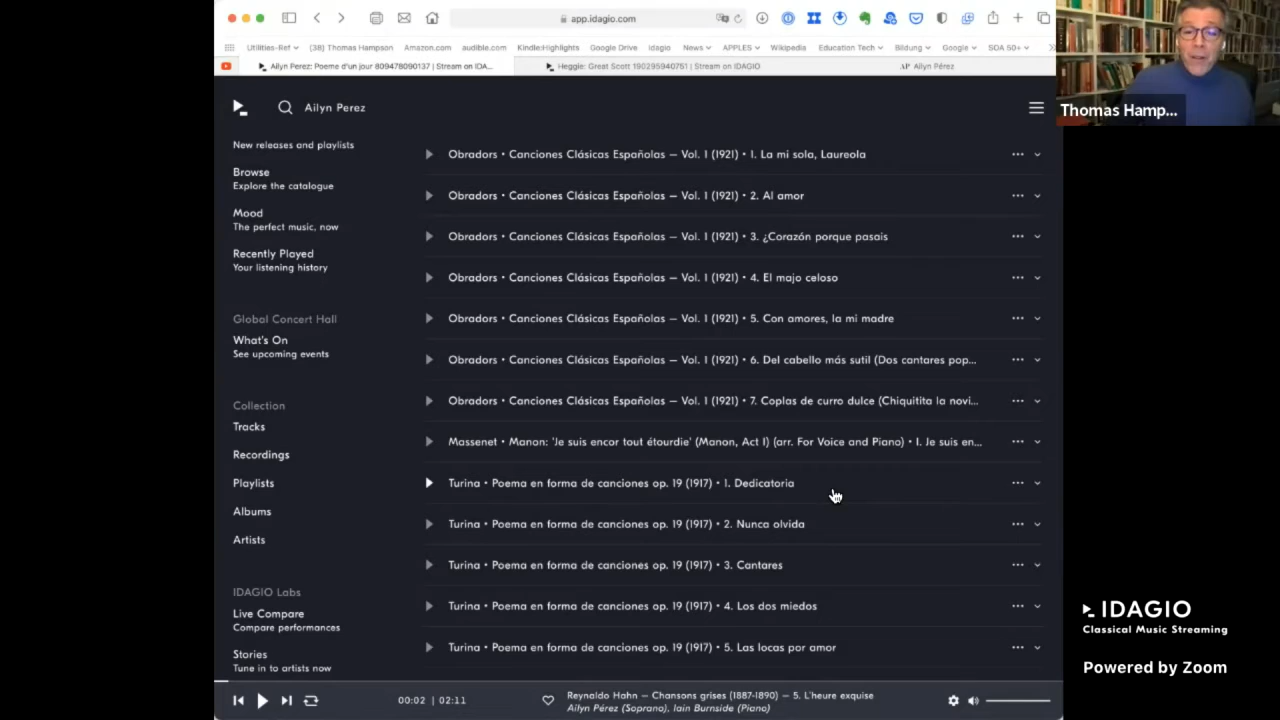 app.idagio.com
Utilities-Ref
(38) Thomas Hampson
Amazon.com
audible.com
Kindle:Highlights
Google Drive
idagio
News
APPLES
Wikipedia
Education Tech
Bildung
Google
SOA 50+
Ailyn Perez: Poeme d'un jour 809478090137 | Stream on IDA...
Heggie: Great Scott 190295940751 | Stream on IDAGIO
AP Ailyn Pérez
Thomas Hamp...
Ailyn Perez
New releases and playlists
Browse
Explore the catalogue
Mood
The perfect music, now
Recently Played
Your listening history
Global Concert Hall
What's On
See upcoming events
Collection
Tracks
Recordings
Playlists
Albums
Artists
IDAGIO Labs
Live Compare
Compare performances
Stories
Tune in to artists now
Obradors • Canciones Clásicas Españolas – Vol. I (1921) • 1. La mi sola, Laureola
Obradors • Canciones Clásicas Españolas – Vol. I (1921) • 2. Al amor
Obradors • Canciones Clásicas Españolas – Vol. I (1921) • 3. ¿Corazón porque pasais
Obradors • Canciones Clásicas Españolas – Vol. I (1921) • 4. El majo celoso
Obradors • Canciones Clásicas Españolas – Vol. I (1921) • 5. Con amores, la mi madre
Obradors • Canciones Clásicas Españolas – Vol. I (1921) • 6. Del cabello más sutil (Dos cantares pop...
Obradors • Canciones Clásicas Españolas – Vol. I (1921) • 7. Coplas de curro dulce (Chiquitita la novi...
Massenet • Manon: 'Je suis encor tout étourdie' (Manon, Act I) (arr. For Voice and Piano) • I. Je suis en...
Turina • Poema en forma de canciones op. 19 (1917) • 1. Dedicatoria
Turina • Poema en forma de canciones op. 19 (1917) • 2. Nunca olvida
Turina • Poema en forma de canciones op. 19 (1917) • 3. Cantares
Turina • Poema en forma de canciones op. 19 (1917) • 4. Los dos miedos
Turina • Poema en forma de canciones op. 19 (1917) • 5. Las locas por amor
00:02 | 02:11
Reynaldo Hahn – Chansons grises (1887-1890) – 5. L'heure exquise
Ailyn Pérez (Soprano), Iain Burnside (Piano)
IDAGIO
Classical Music Streaming
Powered by Zoom